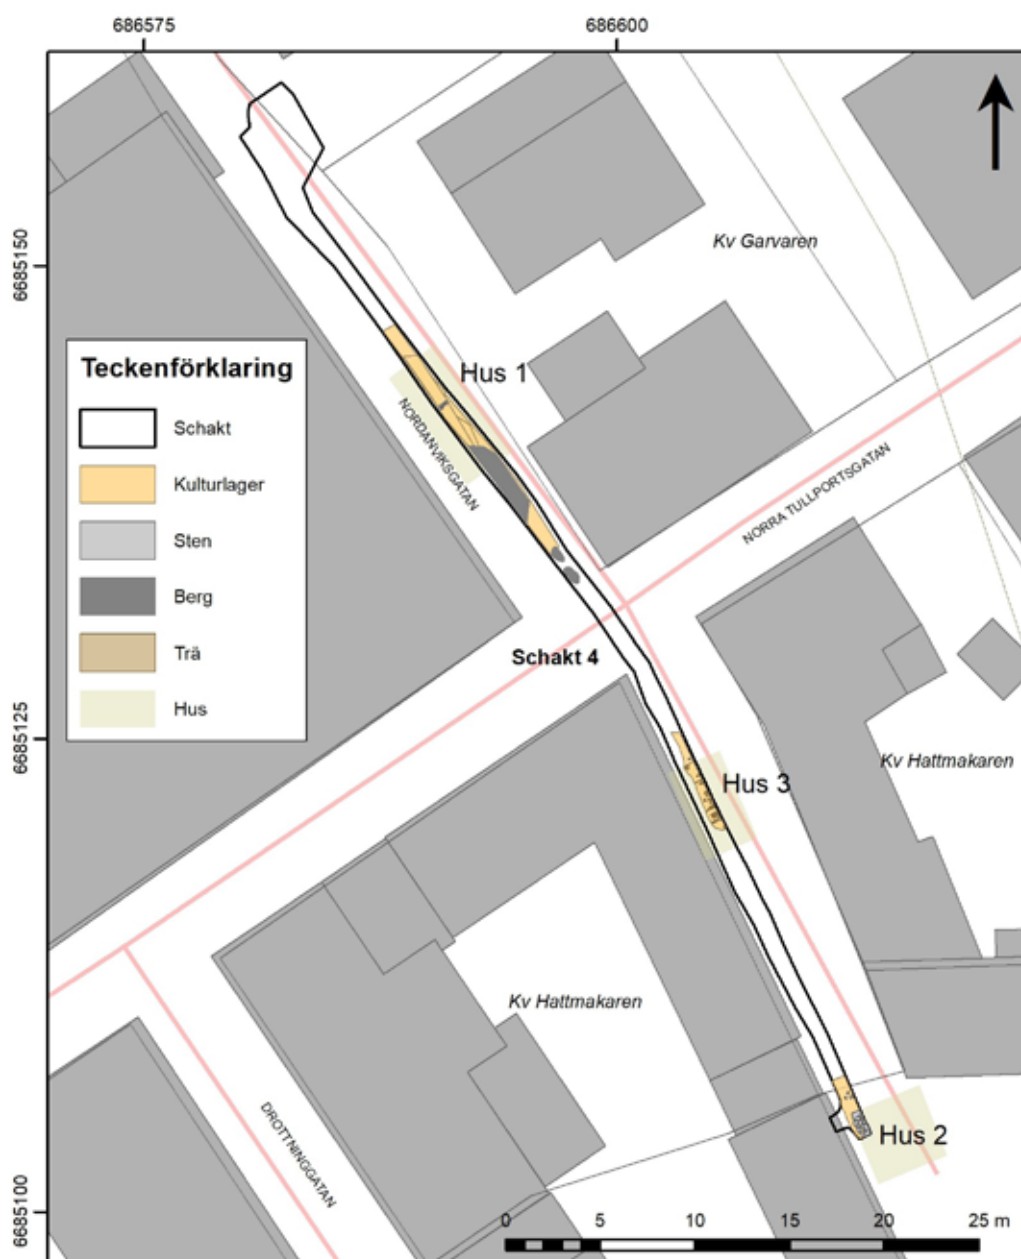 686575
686600
6685150
Kv Garvaren
Hus 1
Teckenförklaring
Schakt
Kulturlager
Sten
Berg
Trä
Hus
NORDANVIKSGATAN
NORRA TULLPORTSGATAN
Schakt 4
6685125
Kv Hattmakaren
Hus 3
Kv Hattmakaren
DROTTNINGGATAN
Hus 2
6685100
0 5 10 15 20 25 m